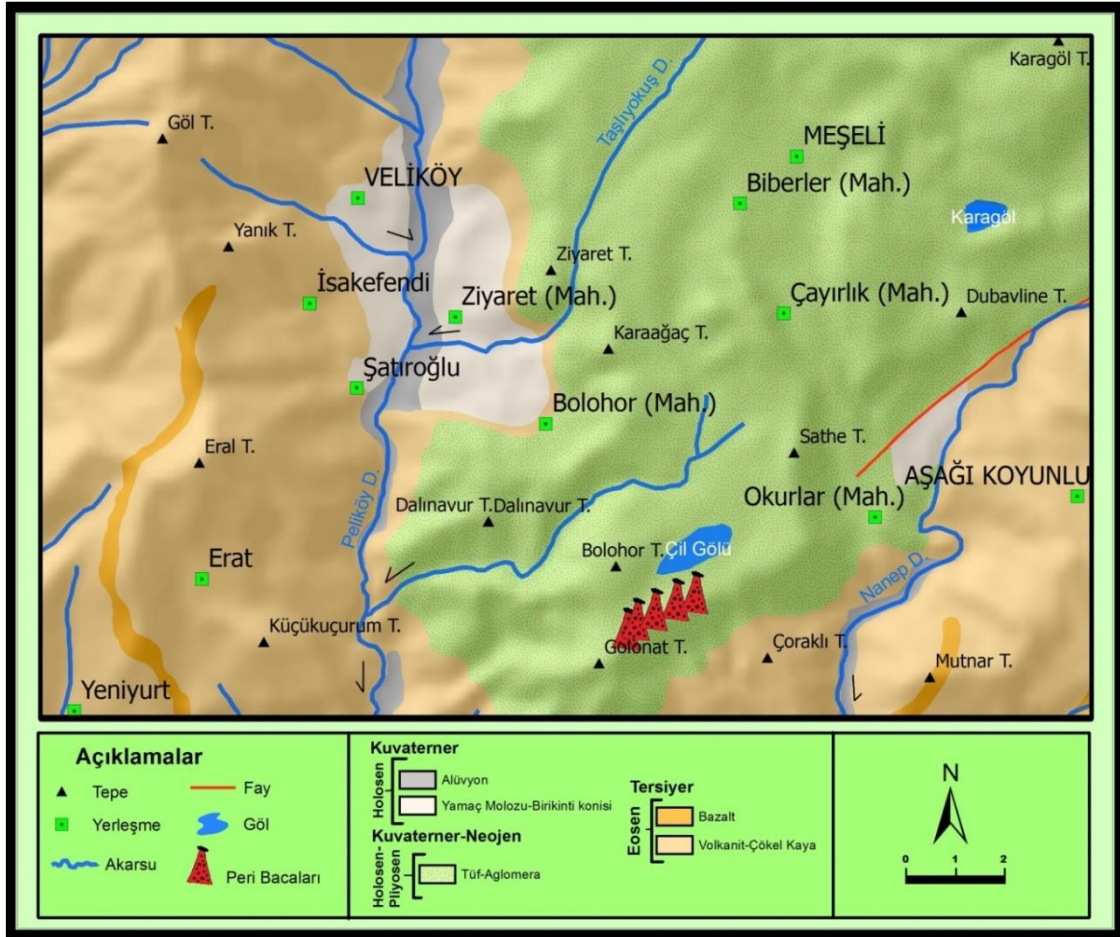 Karagöl T.
Göl T.
Taşlıyokuş D.
MEŞELİ
VELİKÖY
Biberler (Mah.)
Karagöl
Yanık T.
Ziyaret T.
İsakefendi
Ziyaret (Mah.)
Çayırlık (Mah.)
Dubavline T.
Karaağaç T.
Şatıroğlu
Bolohor (Mah.)
Eral T.
Sathe T.
AŞAĞI KOYUNLU
Peliköy D.
Dalınavur T. Dalınavur T.
Okurlar (Mah.)
Erat
Bolohor T.
Çil Gölü
Nanep D.
Küçükuçurum T.
Golonat T.
Çoraklı T.
Mutnar T.
Yeniyurt
Açıklamalar
Tepe
Fay
Yerleşme
Göl
Akarsu
Peri Bacaları
Kuvaterner
Holosen
Alüvyon
Yamaç Molozu-Birikinti konisi
Kuvaterner-Neojen
Holosen-
Pliyosen
Tüf-Aglomera
Tersiyer
Eosen
Bazalt
Volkanit-Çökel Kaya
N
0 1 2